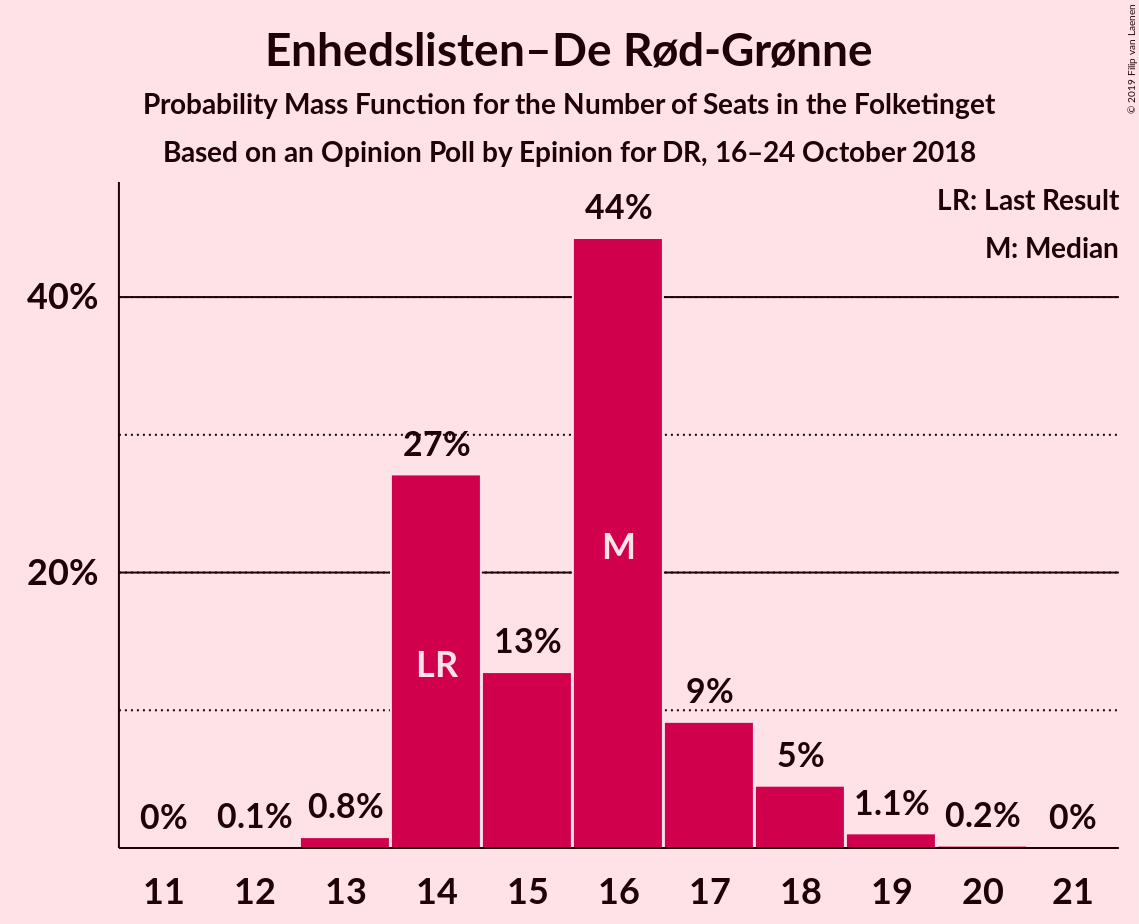 Enhedslisten–De Rød-Grønne
Probability Mass Function for the Number of Seats in the Folketinget
Based on an Opinion Poll by Epinion for DR, 16–24 October 2018
© 2019 Filip van Laenen
LR: Last Result
M: Median
44%
40%
27%
M
20%
13%
LR
9%
5%
0%
0.1%
0.8%
1.1%
0.2%
0%
11 12 13 14 15 16 17 18 19 20 21